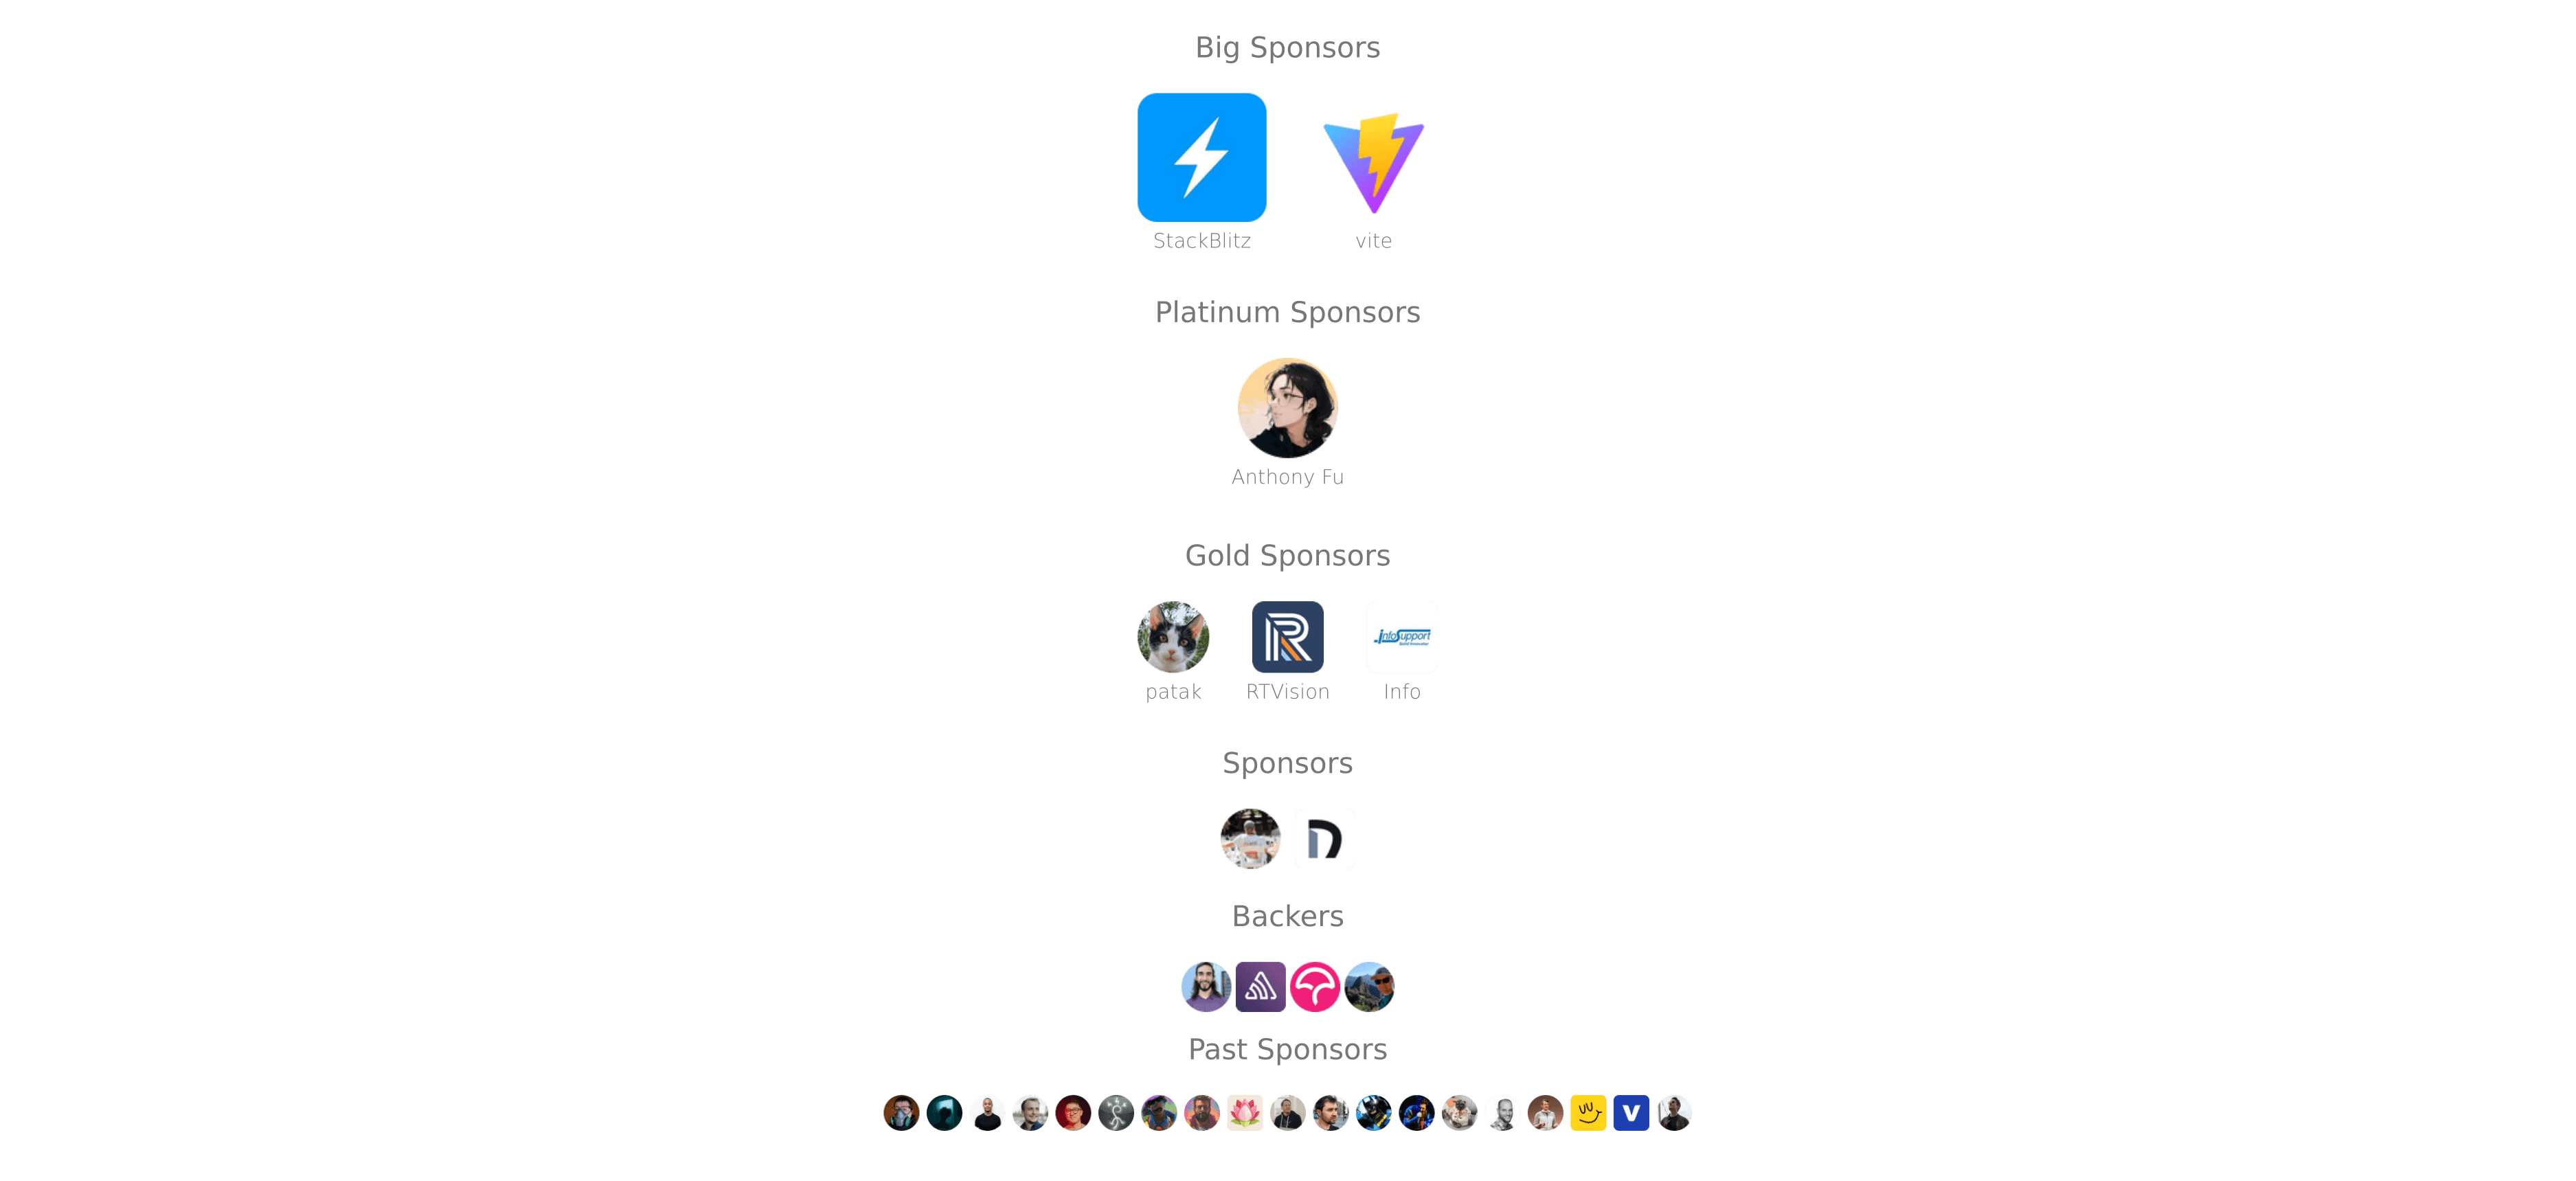 Big Sponsors
StackBlitz
vite
Platinum Sponsors
Anthony Fu
Gold Sponsors
infoSupport
patak
RTVision
Info
Sponsors
Backers
Past Sponsors
V